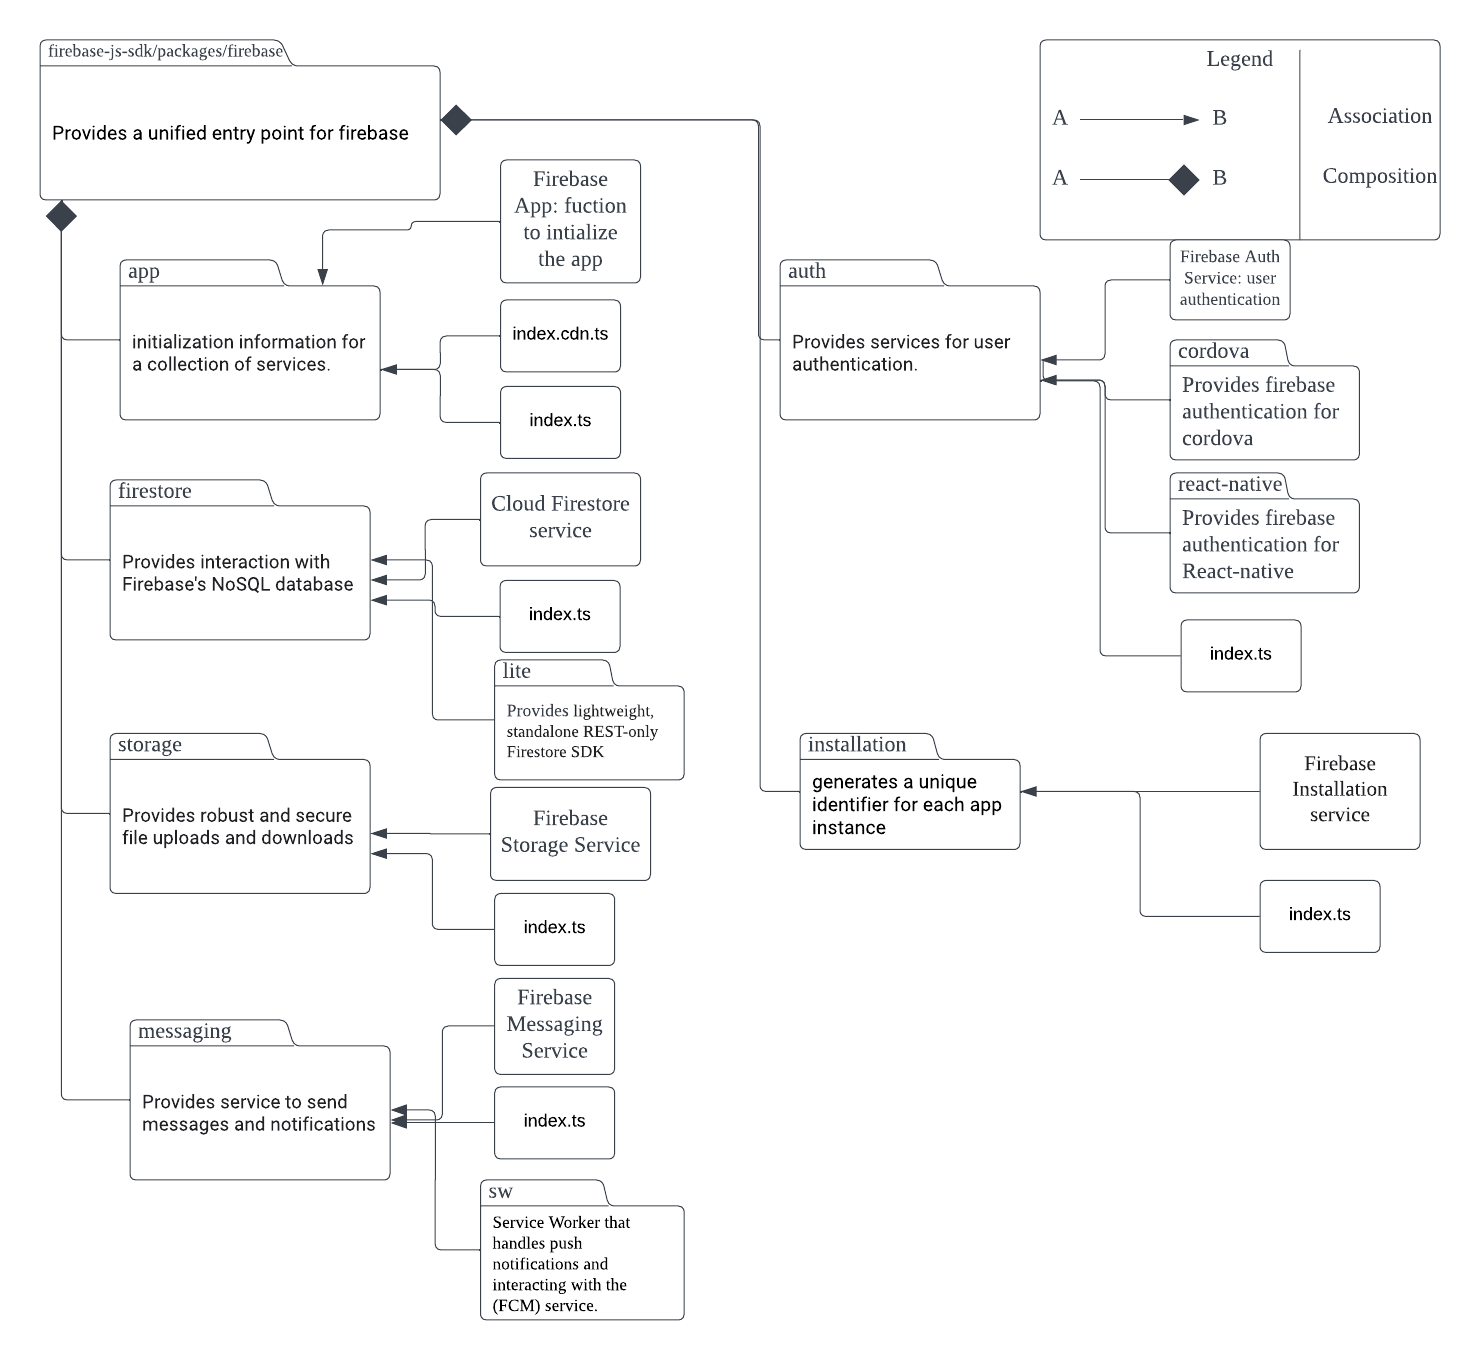 firebase-js-sdk/packages/firebase
Provides a unified entry point for firebase
Legend
A
B
Association
A
B
Composition
Firebase
App: fuction
to intialize
the app
app
initialization information for
a collection of services.
index.cdn.ts
index.ts
auth
Provides services for user
authentication.
Firebase Auth
Service: user
authentication
cordova
Provides firebase
authentication for
cordova
react-native
Provides firebase
authentication for
React-native
index.ts
firestore
Provides interaction with
Firebase's NoSQL database
Cloud Firestore
service
index.ts
lite
Provides lightweight,
standalone REST-only
Firestore SDK
storage
Provides robust and secure
file uploads and downloads
Firebase
Storage Service
index.ts
installation
generates a unique
identifier for each app
instance
Firebase
Installation
service
index.ts
messaging
Provides service to send
messages and notifications
Firebase
Messaging
Service
index.ts
sw
Service Worker that
handles push
notifications and
interacting with the
(FCM) service.